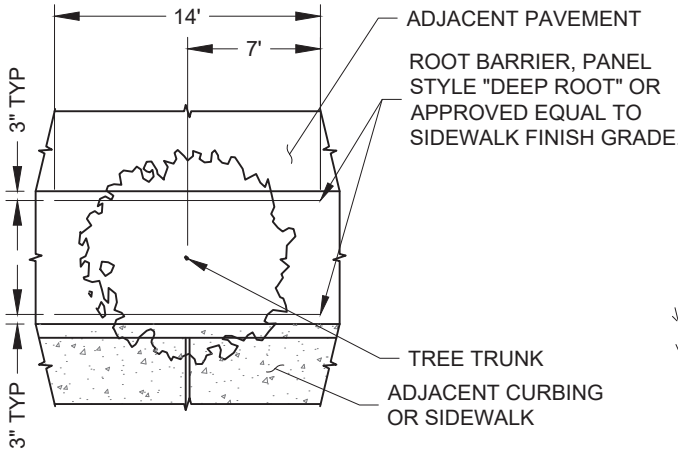 14'
7'
ADJACENT PAVEMENT
ROOT BARRIER, PANEL
STYLE "DEEP ROOT" OR
APPROVED EQUAL TO
SIDEWALK FINISH GRADE.
3" TYP
3" TYP
TREE TRUNK
ADJACENT CURBING
OR SIDEWALK